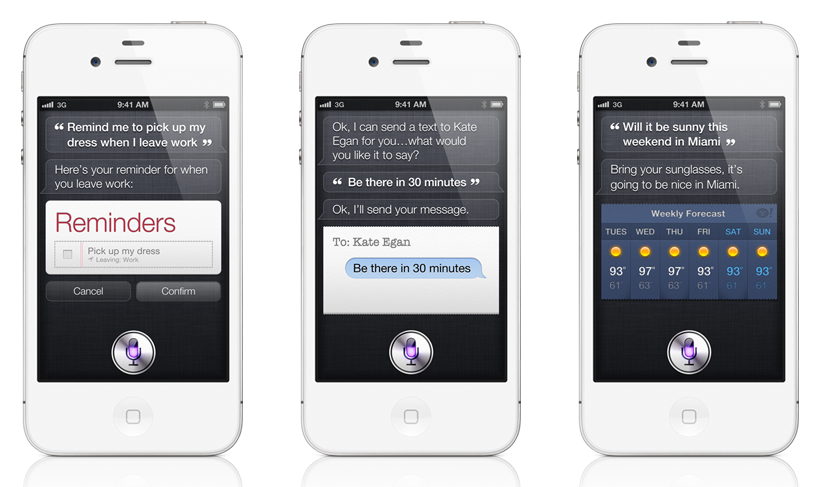 3G 9:41 AM
“ Remind me to pick up my
dress when I leave work ”
Here's your reminder for when
you leave work:
Reminders
Pick up my dress
Leaving: Work
Cancel Confirm
3G 9:41 AM
Ok, I can send a text to Kate
Egan for you…what would
you like it to say?
“ Be there in 30 minutes ”
Ok, I'll send your message.
To: Kate Egan
Be there in 30 minutes
3G 9:41 AM
“ Will it be sunny this
weekend in Miami ”
Bring your sunglasses, it's
going to be nice in Miami.
Weekly Forecast
TUES WED THU FRI SAT SUN
93° 97° 97° 93° 93° 93°
61° 63° 63° 61° 61° 61°